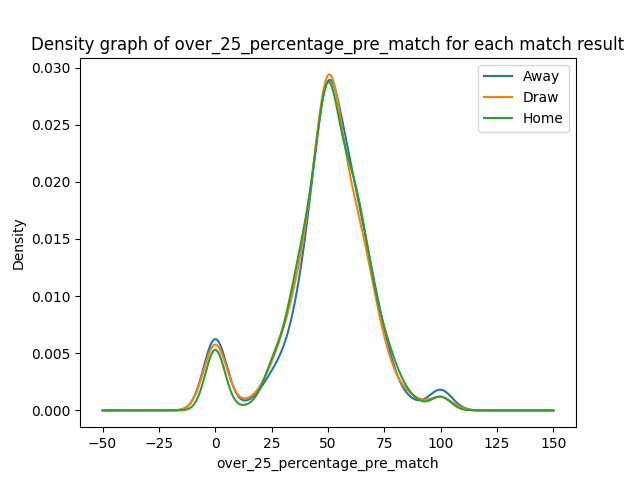 Density graph of over_25_percentage_pre_match for each match result
0.030
0.025
0.020
0.015
0.010
0.005
0.000
Density
Away
Draw
Home
−50
−25
0
25
50
75
100
125
150
over_25_percentage_pre_match